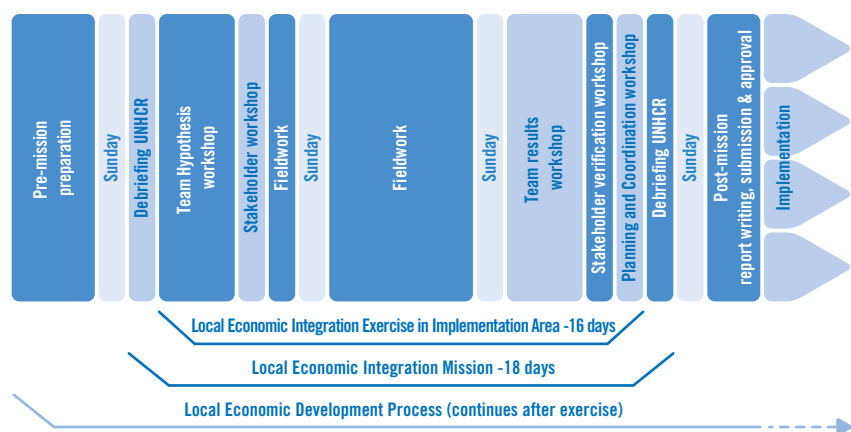 Pre-mission
preparation
Sunday
Debriefing UNHCR
Team Hypothesis
workshop
Stakeholder workshop
Fieldwork
Sunday
Fieldwork
Sunday
Team results
workshop
Stakeholder verification workshop
Planning and Coordination workshop
Debriefing UNHCR
Sunday
Post-mission
report writing, submission & approval
Implementation
Local Economic Integration Exercise in Implementation Area -16 days
Local Economic Integration Mission -18 days
Local Economic Development Process (continues after exercise)